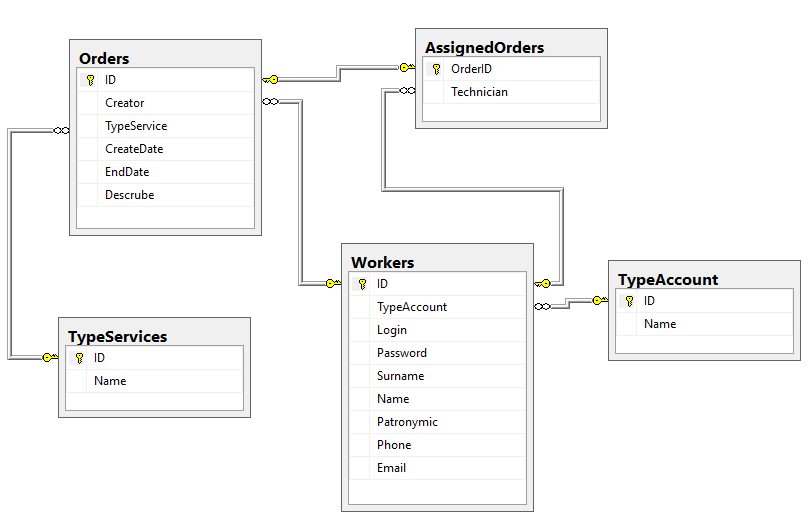 Orders
ID
Creator
TypeService
CreateDate
EndDate
Descrube
AssignedOrders
OrderID
Technician
Workers
ID
TypeAccount
Login
Password
Surname
Name
Patronymic
Phone
Email
TypeAccount
ID
Name
TypeServices
ID
Name